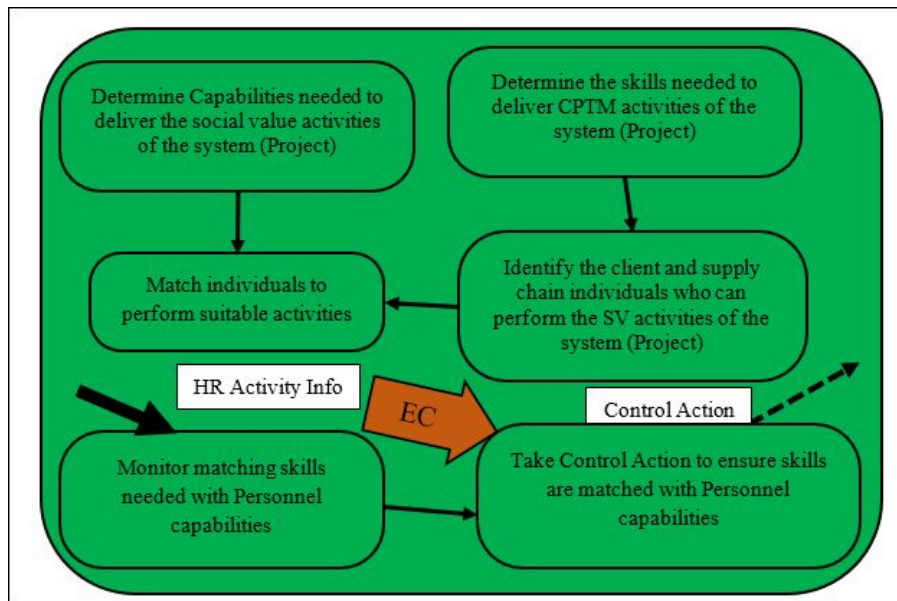 Determine Capabilities needed to
deliver the social value activities
of the system (Project)
Determine the skills needed to
deliver CPTM activities of the
system (Project)
Match individuals to
perform suitable activities
Identify the client and supply
chain individuals who can
perform the SV activities of the
system (Project)
HR Activity Info
EC
Control Action
Monitor matching skills
needed with Personnel
capabilities
Take Control Action to ensure skills
are matched with Personnel
capabilities